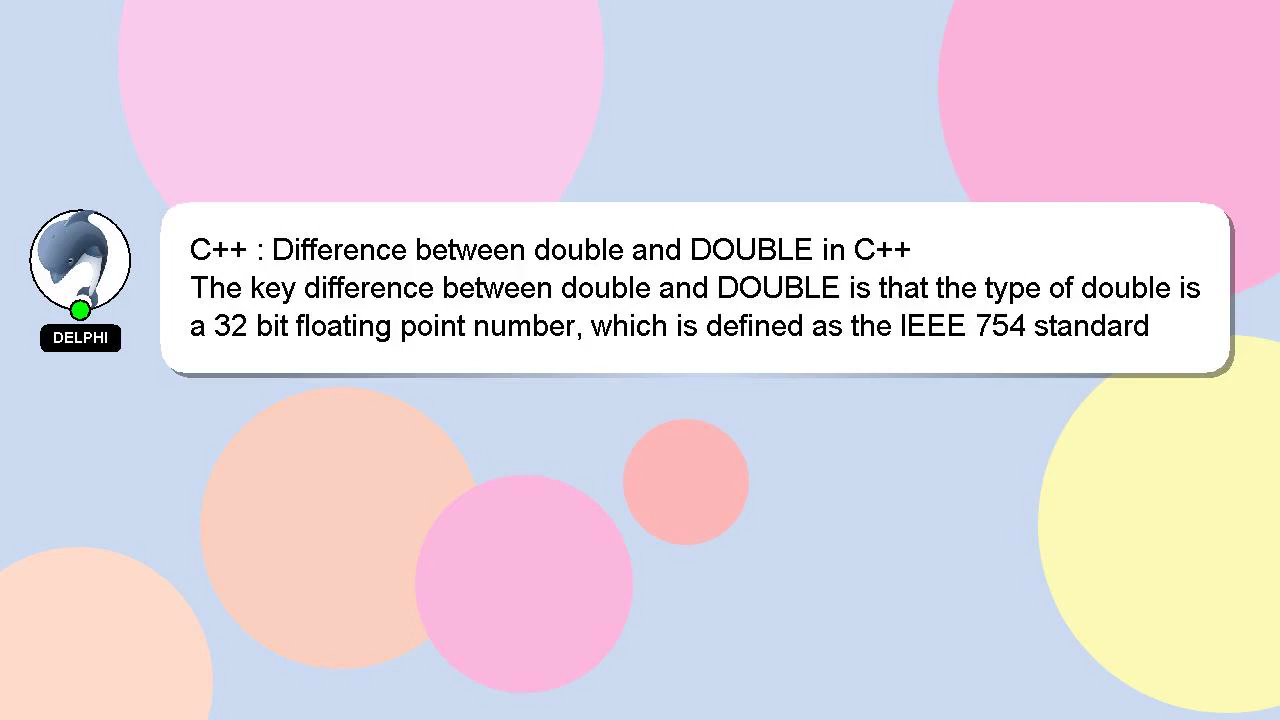 C++ : Difference between double and DOUBLE in C++
The key difference between double and DOUBLE is that the type of double is
a 32 bit floating point number, which is defined as the IEEE 754 standard
DELPHI